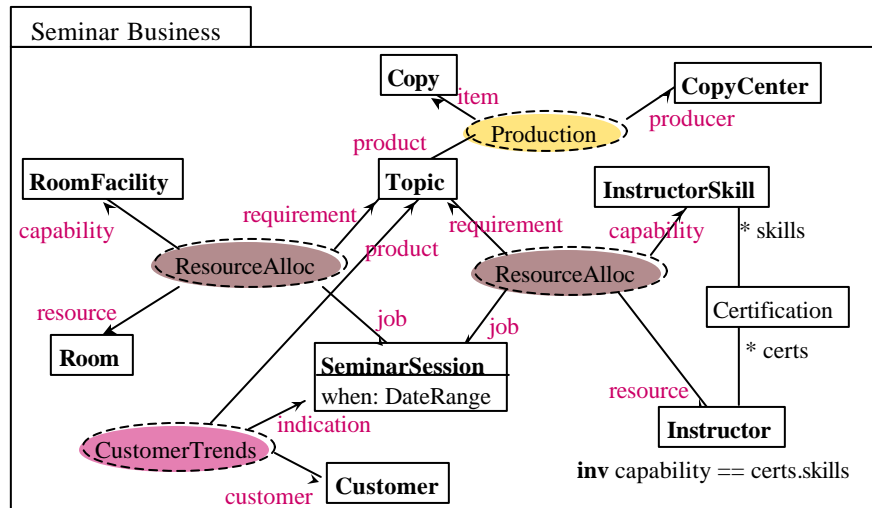 Seminar Business
Copy
CopyCenter
item
Production
producer
product
RoomFacility
Topic
InstructorSkill
requirement
requirement
capability
capability
product
* skills
ResourceAlloc
ResourceAlloc
Certification
resource
job
job
* certs
Room
SeminarSession
when: DateRange
resource
indication
Instructor
CustomerTrends
inv capability == certs.skills
customer
Customer